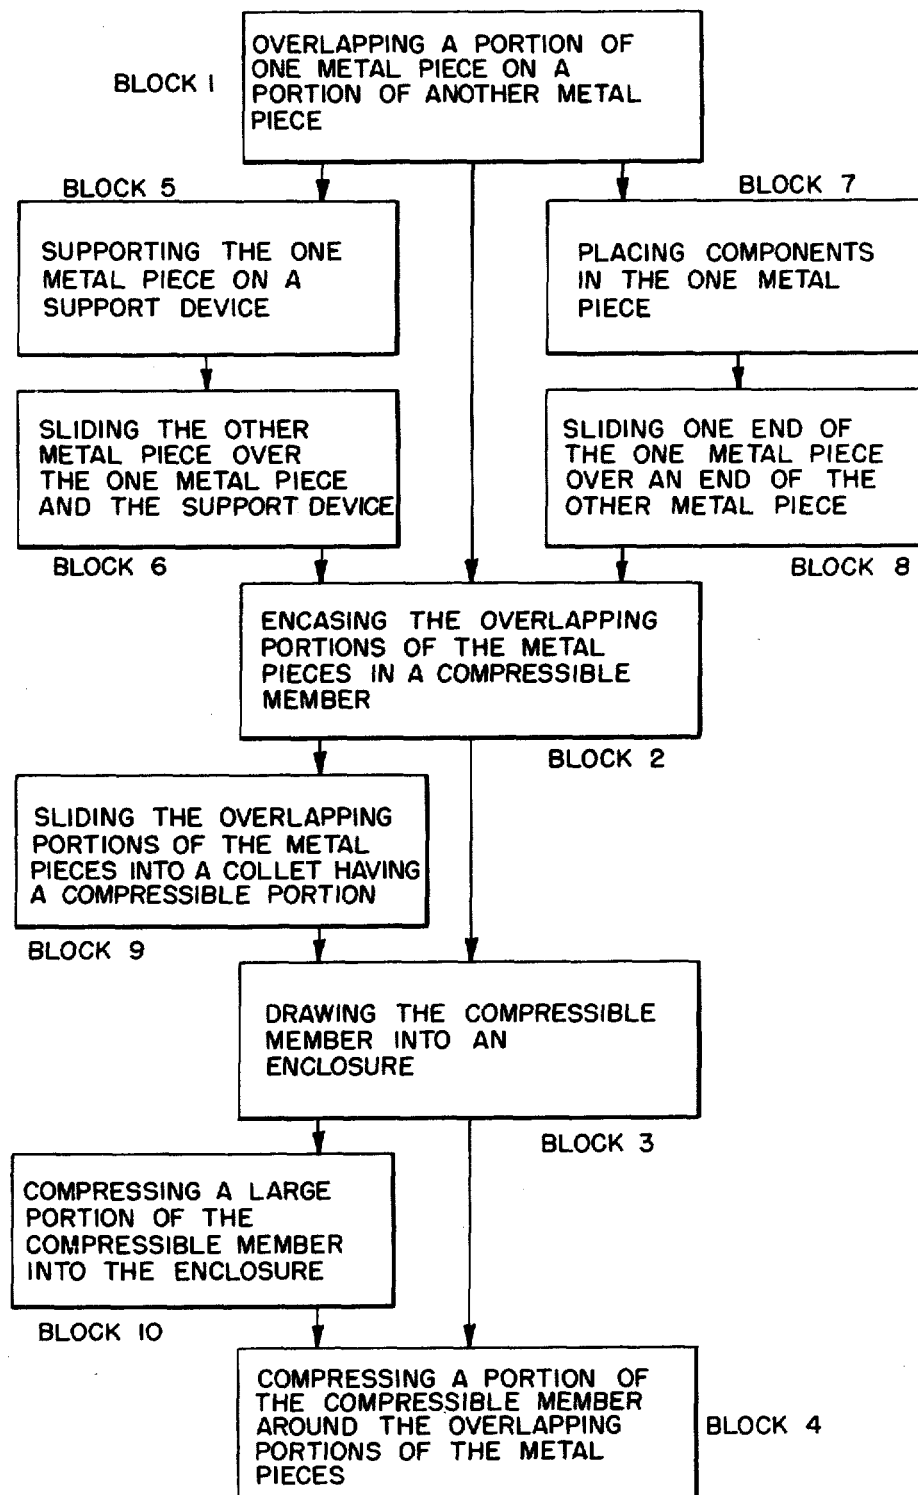 BLOCK 1
OVERLAPPING A PORTION OF
ONE METAL PIECE ON A
PORTION OF ANOTHER METAL
PIECE
BLOCK 5
SUPPORTING THE ONE
METAL PIECE ON A
SUPPORT DEVICE
BLOCK 7
PLACING COMPONENTS
IN THE ONE METAL
PIECE
SLIDING THE OTHER
METAL PIECE OVER
THE ONE METAL PIECE
AND THE SUPPORT DEVICE
BLOCK 6
SLIDING ONE END OF
THE ONE METAL PIECE
OVER AN END OF THE
OTHER METAL PIECE
BLOCK 8
ENCASING THE OVERLAPPING
PORTIONS OF THE METAL
PIECES IN A COMPRESSIBLE
MEMBER
BLOCK 2
SLIDING THE OVERLAPPING
PORTIONS OF THE METAL
PIECES INTO A COLLET HAVING
A COMPRESSIBLE PORTION
BLOCK 9
DRAWING THE COMPRESSIBLE
MEMBER INTO AN
ENCLOSURE
BLOCK 3
COMPRESSING A LARGE
PORTION OF THE
COMPRESSIBLE MEMBER
INTO THE ENCLOSURE
BLOCK 10
COMPRESSING A PORTION OF
THE COMPRESSIBLE MEMBER
AROUND THE OVERLAPPING
PORTIONS OF THE METAL
PIECES
BLOCK 4